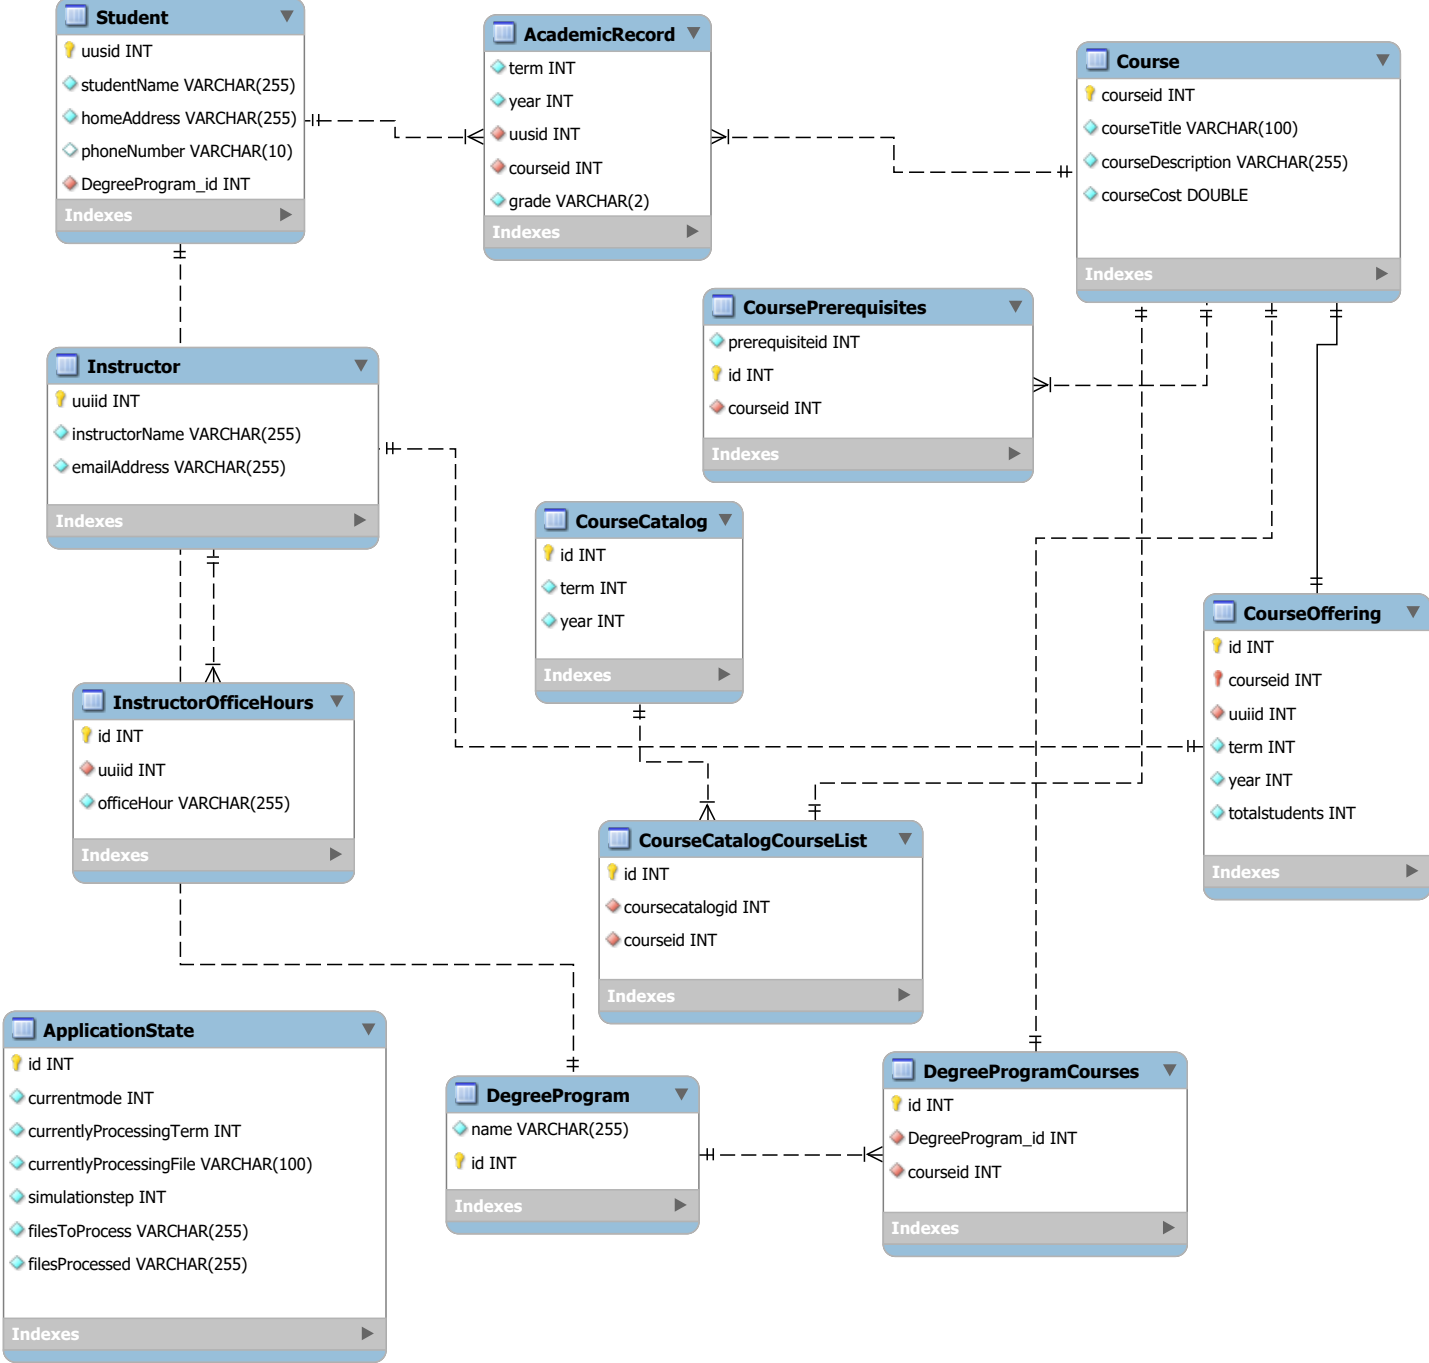 Student
uusid INT
studentName VARCHAR(255)
homeAddress VARCHAR(255)
phoneNumber VARCHAR(10)
DegreeProgram_id INT
Indexes
AcademicRecord
term INT
year INT
uusid INT
courseid INT
grade VARCHAR(2)
Indexes
Course
courseid INT
courseTitle VARCHAR(100)
courseDescription VARCHAR(255)
courseCost DOUBLE
Indexes
CoursePrerequisites
prerequisiteid INT
id INT
courseid INT
Indexes
Instructor
uuiid INT
instructorName VARCHAR(255)
emailAddress VARCHAR(255)
Indexes
CourseCatalog
id INT
term INT
year INT
Indexes
CourseOffering
id INT
courseid INT
uuiid INT
term INT
year INT
totalstudents INT
Indexes
InstructorOfficeHours
id INT
uuiid INT
officeHour VARCHAR(255)
Indexes
CourseCatalogCourseList
id INT
coursecatalogid INT
courseid INT
Indexes
ApplicationState
id INT
currentmode INT
currentlyProcessingTerm INT
currentlyProcessingFile VARCHAR(100)
simulationstep INT
filesToProcess VARCHAR(255)
filesProcessed VARCHAR(255)
Indexes
DegreeProgram
name VARCHAR(255)
id INT
Indexes
DegreeProgramCourses
id INT
DegreeProgram_id INT
courseid INT
Indexes